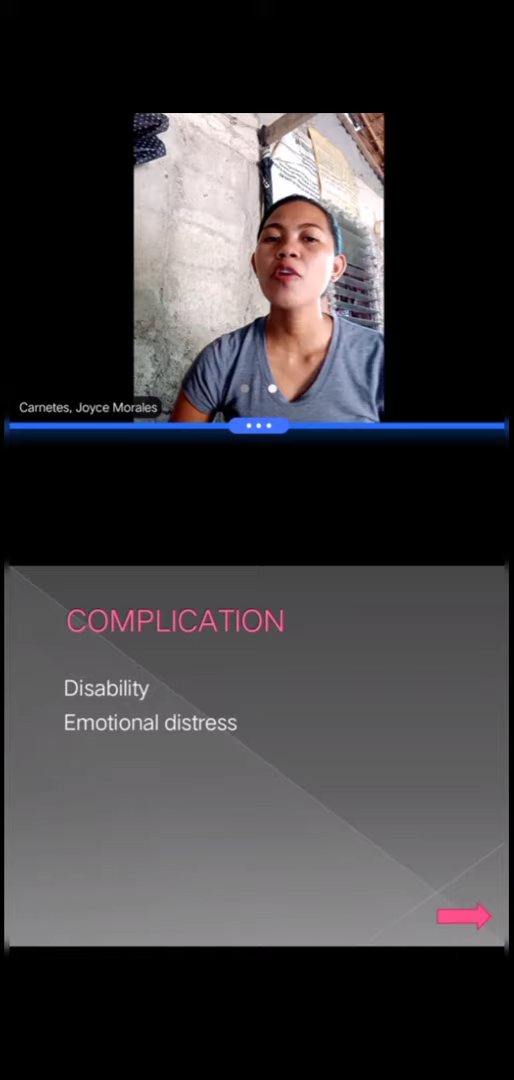 Carnetes, Joyce Morales
COMPLICATION
Disability
Emotional distress